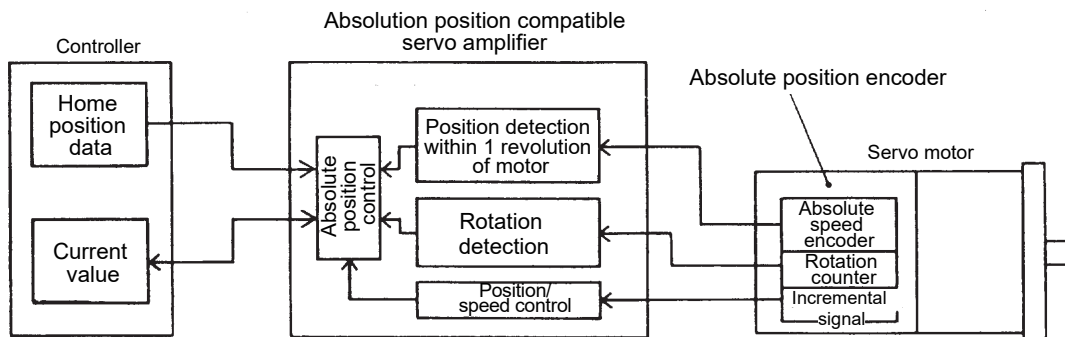 Absolution position compatible
servo amplifier
Controller
Home
position
data
Current
value
Absolute
position
control
Position detection
within 1 revolution
of motor
Rotation
detection
Position/
speed control
Absolute position encoder
Servo motor
Absolute
speed
encoder
Rotation
counter
Incremental
signal